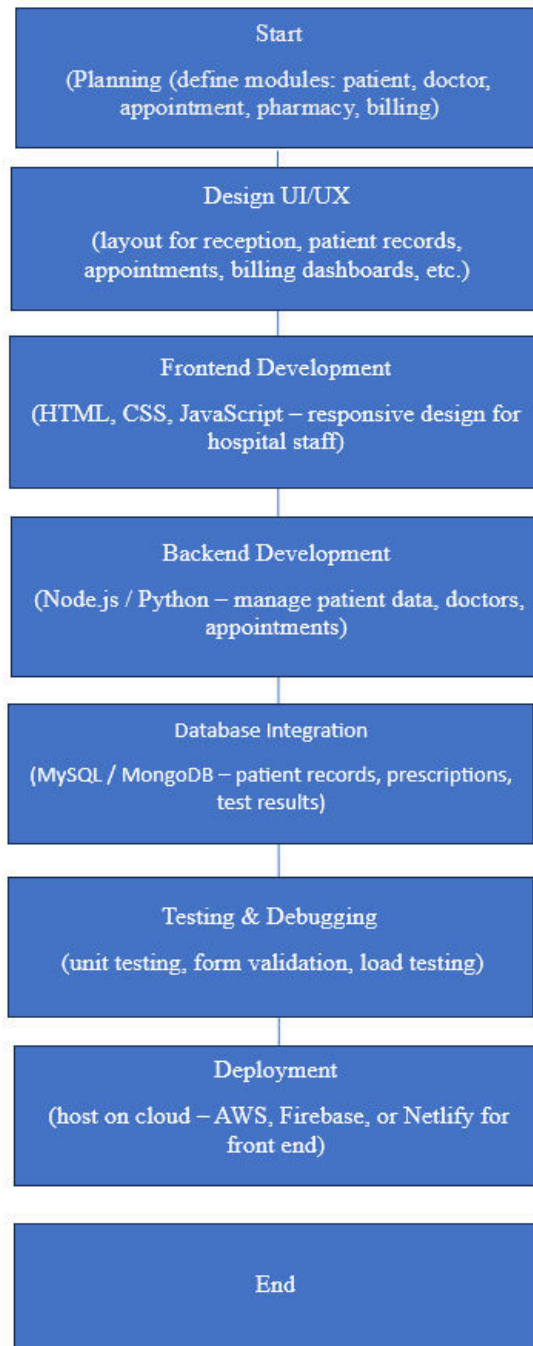 Start
(Planning (define modules: patient, doctor,
appointment, pharmacy, billing)
Design UI/UX
(layout for reception, patient records,
appointments, billing dashboards, etc.)
Frontend Development
(HTML, CSS, JavaScript – responsive design for
hospital staff)
Backend Development
(Node.js / Python – manage patient data, doctors,
appointments)
Database Integration
(MySQL / MongoDB – patient records, prescriptions,
test results)
Testing & Debugging
(unit testing, form validation, load testing)
Deployment
(host on cloud – AWS, Firebase, or Netlify for
front end)
End